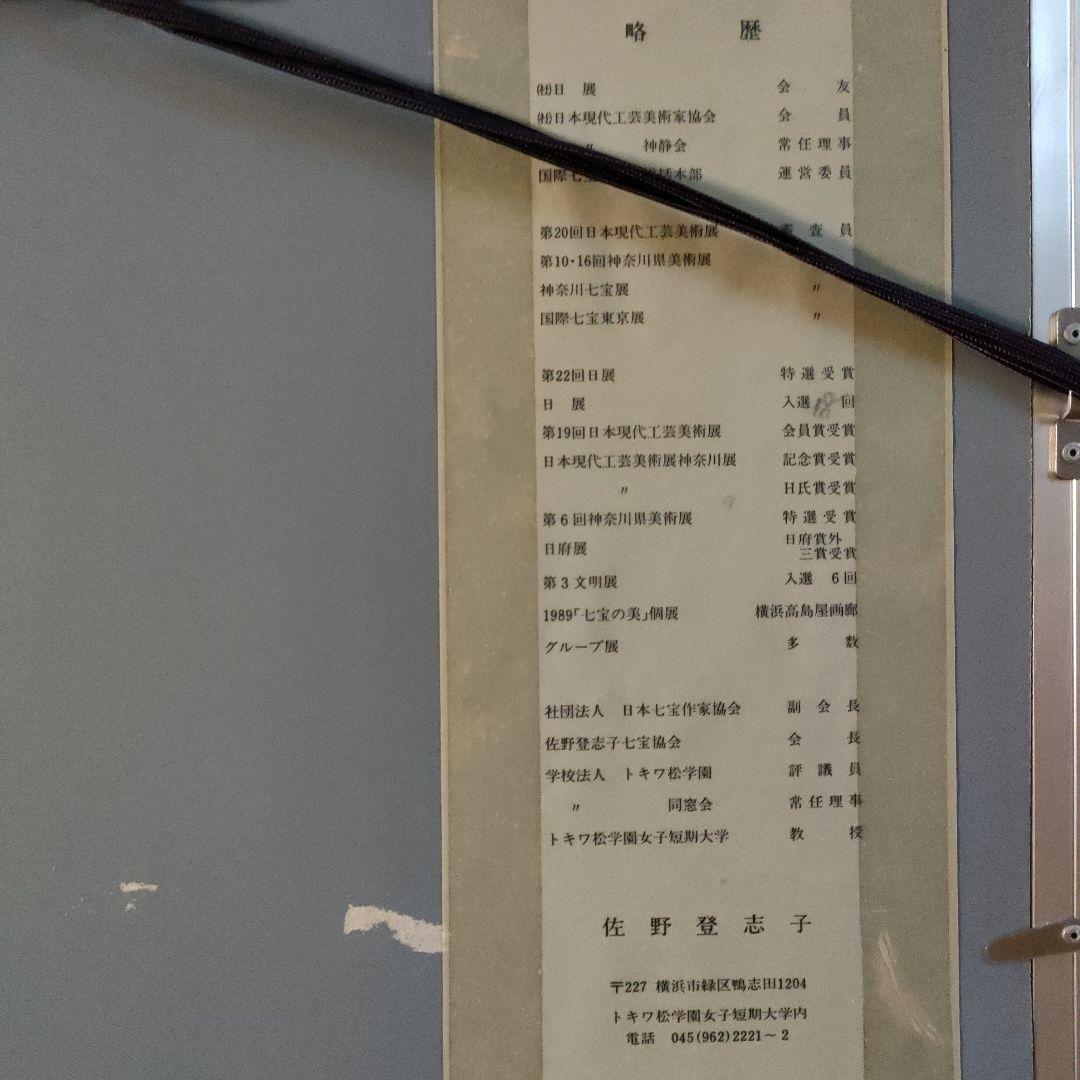 略 歴
㈳日 展 会 友
㈳日本現代工芸美術家協会 会 員
〃 神静会 常任理事
国際七宝 本部 運営委員
第20回日本現代工芸美術展 審査員
第10・16回神奈川県美術展
神奈川七宝展 〃
国際七宝東京展 〃
第22回日展 特選受賞
日 展 入選18回
第19回日本現代工芸美術展 会員賞受賞
日本現代工芸美術展神奈川展 記念賞受賞
〃 H氏賞受賞
第6回神奈川県美術展 特選受賞
日府展 日府賞外
三賞受賞
第3文明展 入選 6回
1989「七宝の美」個展 横浜高島屋画廊
グループ展 多 数
社団法人 日本七宝作家協会 副会長
佐野登志子七宝協会 会 長
学校法人 トキワ松学園 評議員
〃 同窓会 常任理事
トキワ松学園女子短期大学 教 授
佐野登志子
〒227 横浜市緑区鴨志田1204
トキワ松学園女子短期大学内
電話 045(962)2221～2